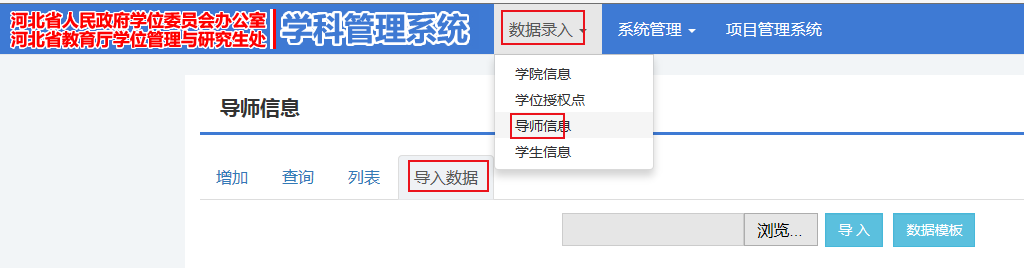 河北省人民政府学位委员会办公室
河北省教育厅学位管理与研究生处
学科管理系统
数据录入
系统管理
项目管理系统
学院信息
学位授权点
导师信息
学生信息
导师信息
增加
查询
列表
导入数据
浏览...
导 入
数据模板